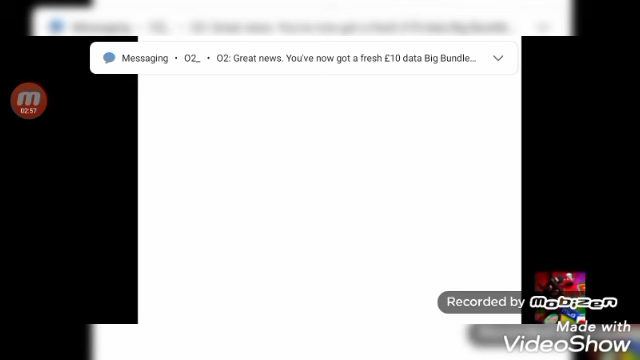 Messaging • O2_ • O2: Great news. You've now got a fresh £10 data Big Bundle...
02:57
Recorded by Mobizen
Made with
VideoShow